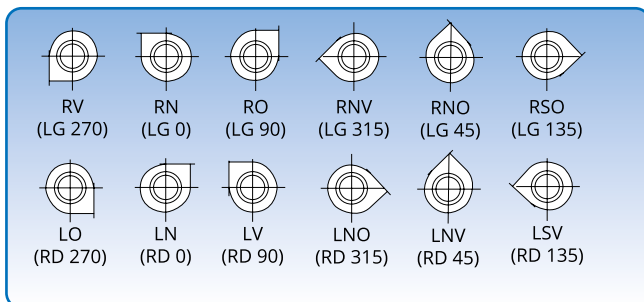 RV RN RO RNV RNO RSO
(LG 270) (LG 0) (LG 90) (LG 315) (LG 45) (LG 135)
LO LN LV LNO LNV LSV
(RD 270) (RD 0) (RD 90) (RD 315) (RD 45) (RD 135)